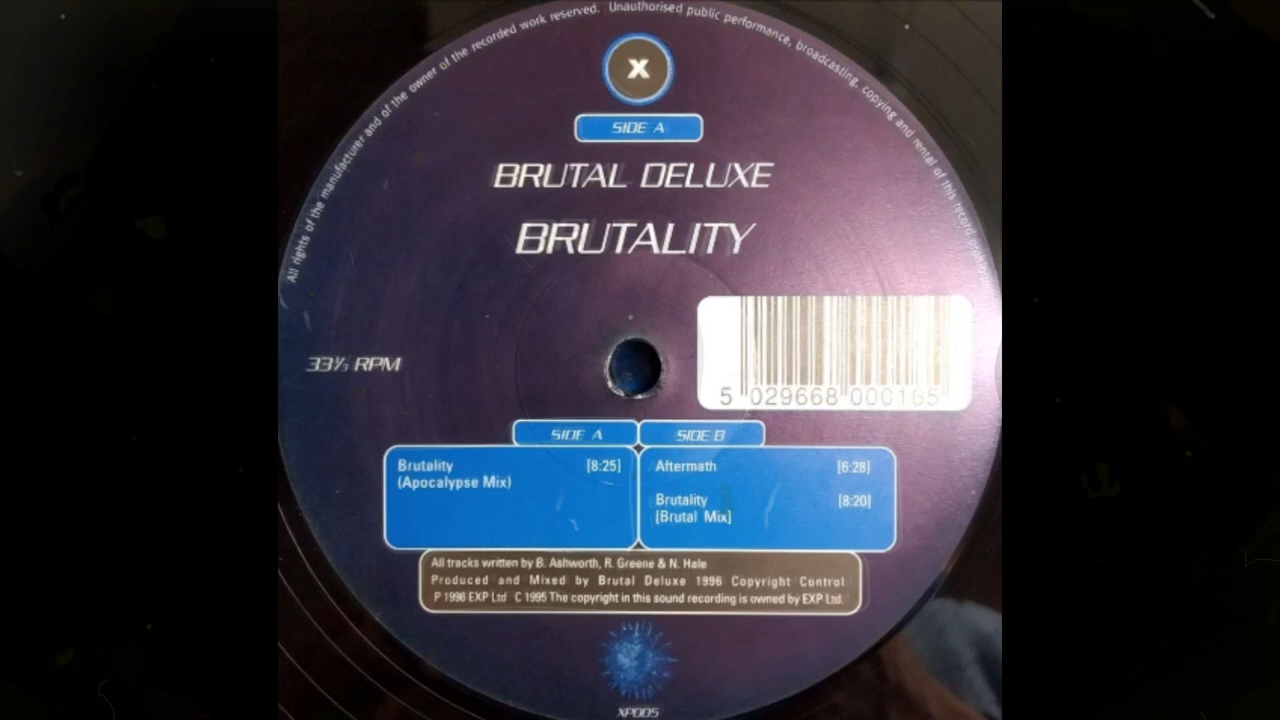 All rights of the manufacturer and of the owner of the recorded work reserved. Unauthorised public performance, broadcasting, copying and rental of this record
X
SIDE A
BRUTAL DELUXE
BRUTALITY
33⅓ RPM
5 029668 000165
SIDE A SIDE B
Brutality [8:25]
(Apocalypse Mix)
Aftermath [6:28]
Brutality [8:20]
[Brutal Mix]
All tracks written by B. Ashworth, R. Greene & N. Hale
Produced and Mixed by Brutal Deluxe 1996 Copyright Control
P 1996 EXP Ltd C 1995 The copyright in this sound recording is owned by EXP Ltd.
XP005